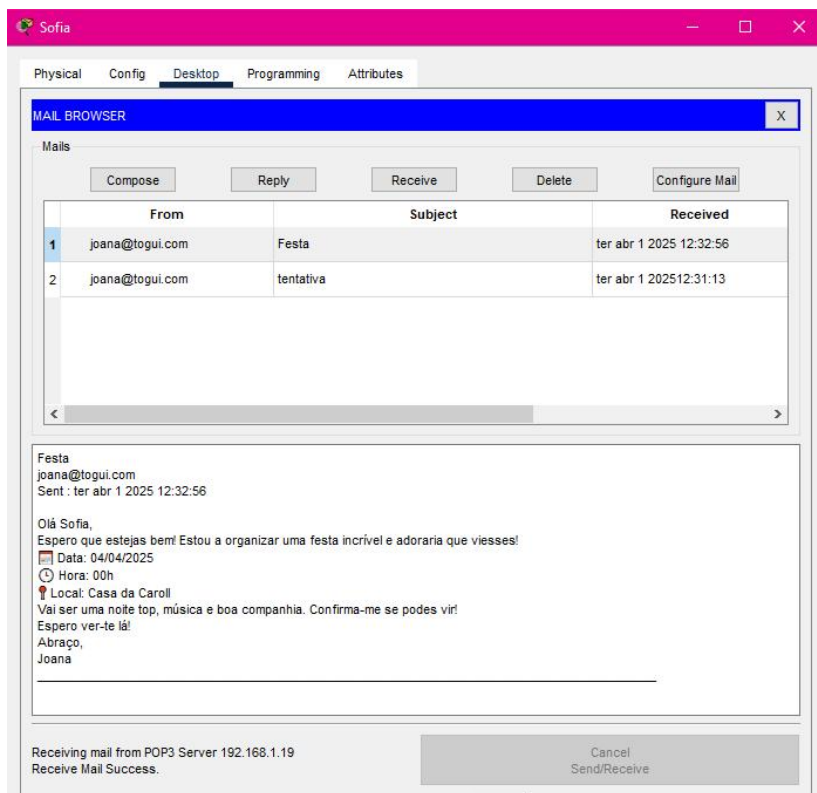 Sofia
Physical Config Desktop Programming Attributes
MAIL BROWSER X
Mails
Compose Reply Receive Delete Configure Mail
From Subject Received
1 joana@togui.com Festa ter abr 1 2025 12:32:56
2 joana@togui.com tentativa ter abr 1 202512:31:13
Festa
joana@togui.com
Sent : ter abr 1 2025 12:32:56
Olá Sofia,
Espero que estejas bem! Estou a organizar uma festa incrível e adoraria que viesses!
Data: 04/04/2025
Hora: 00h
Local: Casa da Caroll
Vai ser uma noite top, música e boa companhia. Confirma-me se podes vir!
Espero ver-te lá!
Abraço,
Joana
Receiving mail from POP3 Server 192.168.1.19
Receive Mail Success.
Cancel
Send/Receive